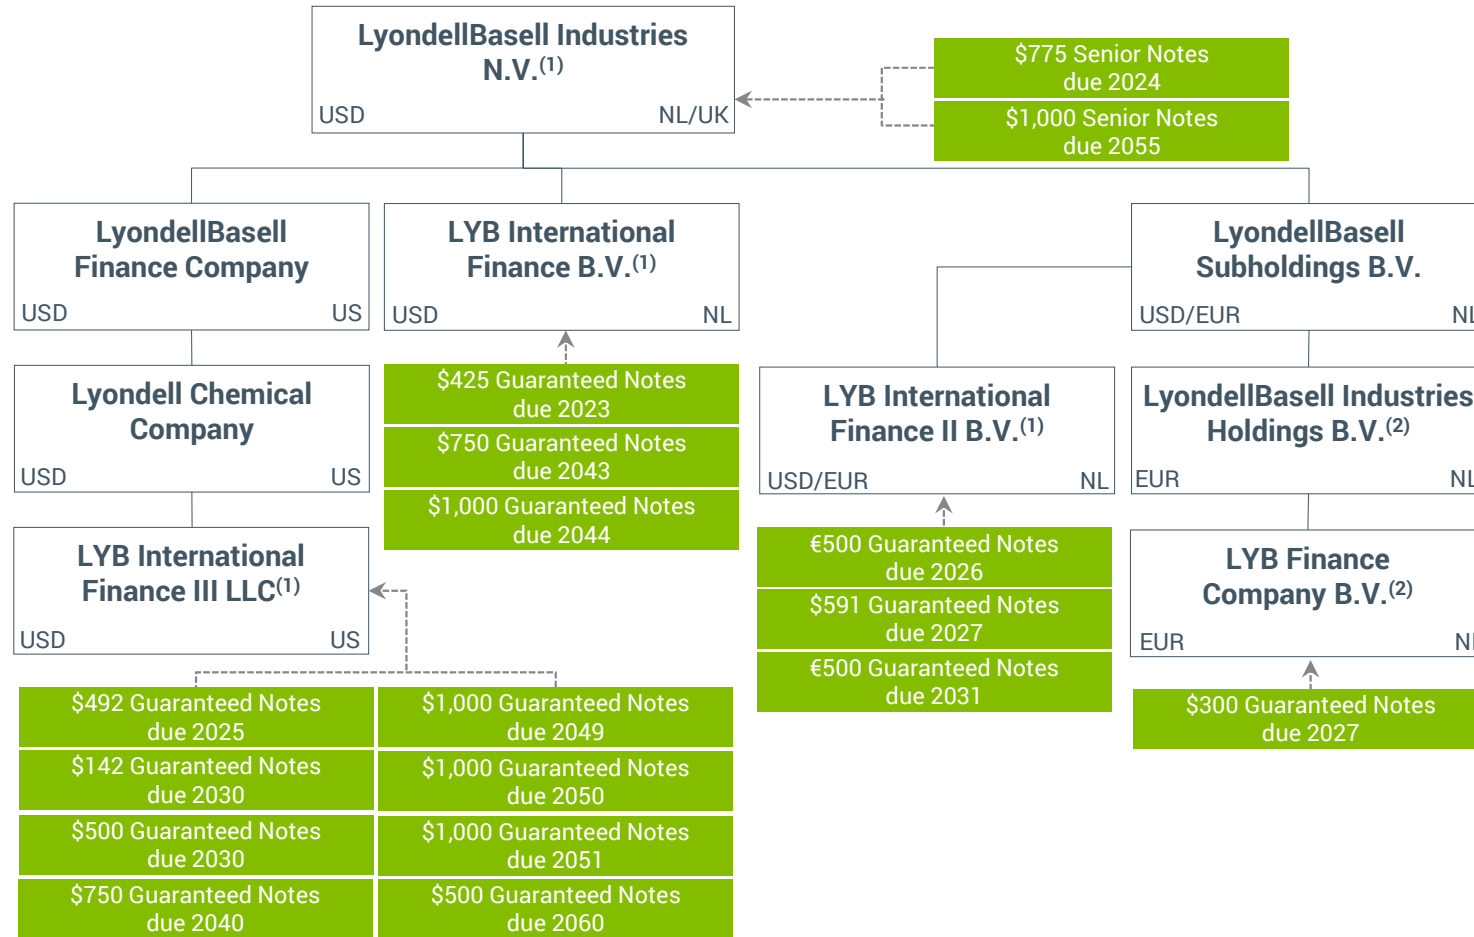 LyondellBasell Industries
N.V.(1)
USD NL/UK
$775 Senior Notes
due 2024
$1,000 Senior Notes
due 2055
LyondellBasell
Finance Company
USD US
LYB International
Finance B.V.(1)
USD NL
LyondellBasell
Subholdings B.V.
USD/EUR NL
Lyondell Chemical
Company
USD US
$425 Guaranteed Notes
due 2023
$750 Guaranteed Notes
due 2043
$1,000 Guaranteed Notes
due 2044
LYB International
Finance II B.V.(1)
USD/EUR NL
LyondellBasell Industries
Holdings B.V.(2)
EUR NL
LYB International
Finance III LLC(1)
USD US
€500 Guaranteed Notes
due 2026
$591 Guaranteed Notes
due 2027
€500 Guaranteed Notes
due 2031
LYB Finance
Company B.V.(2)
EUR NL
$300 Guaranteed Notes
due 2027
$492 Guaranteed Notes
due 2025
$1,000 Guaranteed Notes
due 2049
$142 Guaranteed Notes
due 2030
$1,000 Guaranteed Notes
due 2050
$500 Guaranteed Notes
due 2030
$1,000 Guaranteed Notes
due 2051
$750 Guaranteed Notes
due 2040
$500 Guaranteed Notes
due 2060